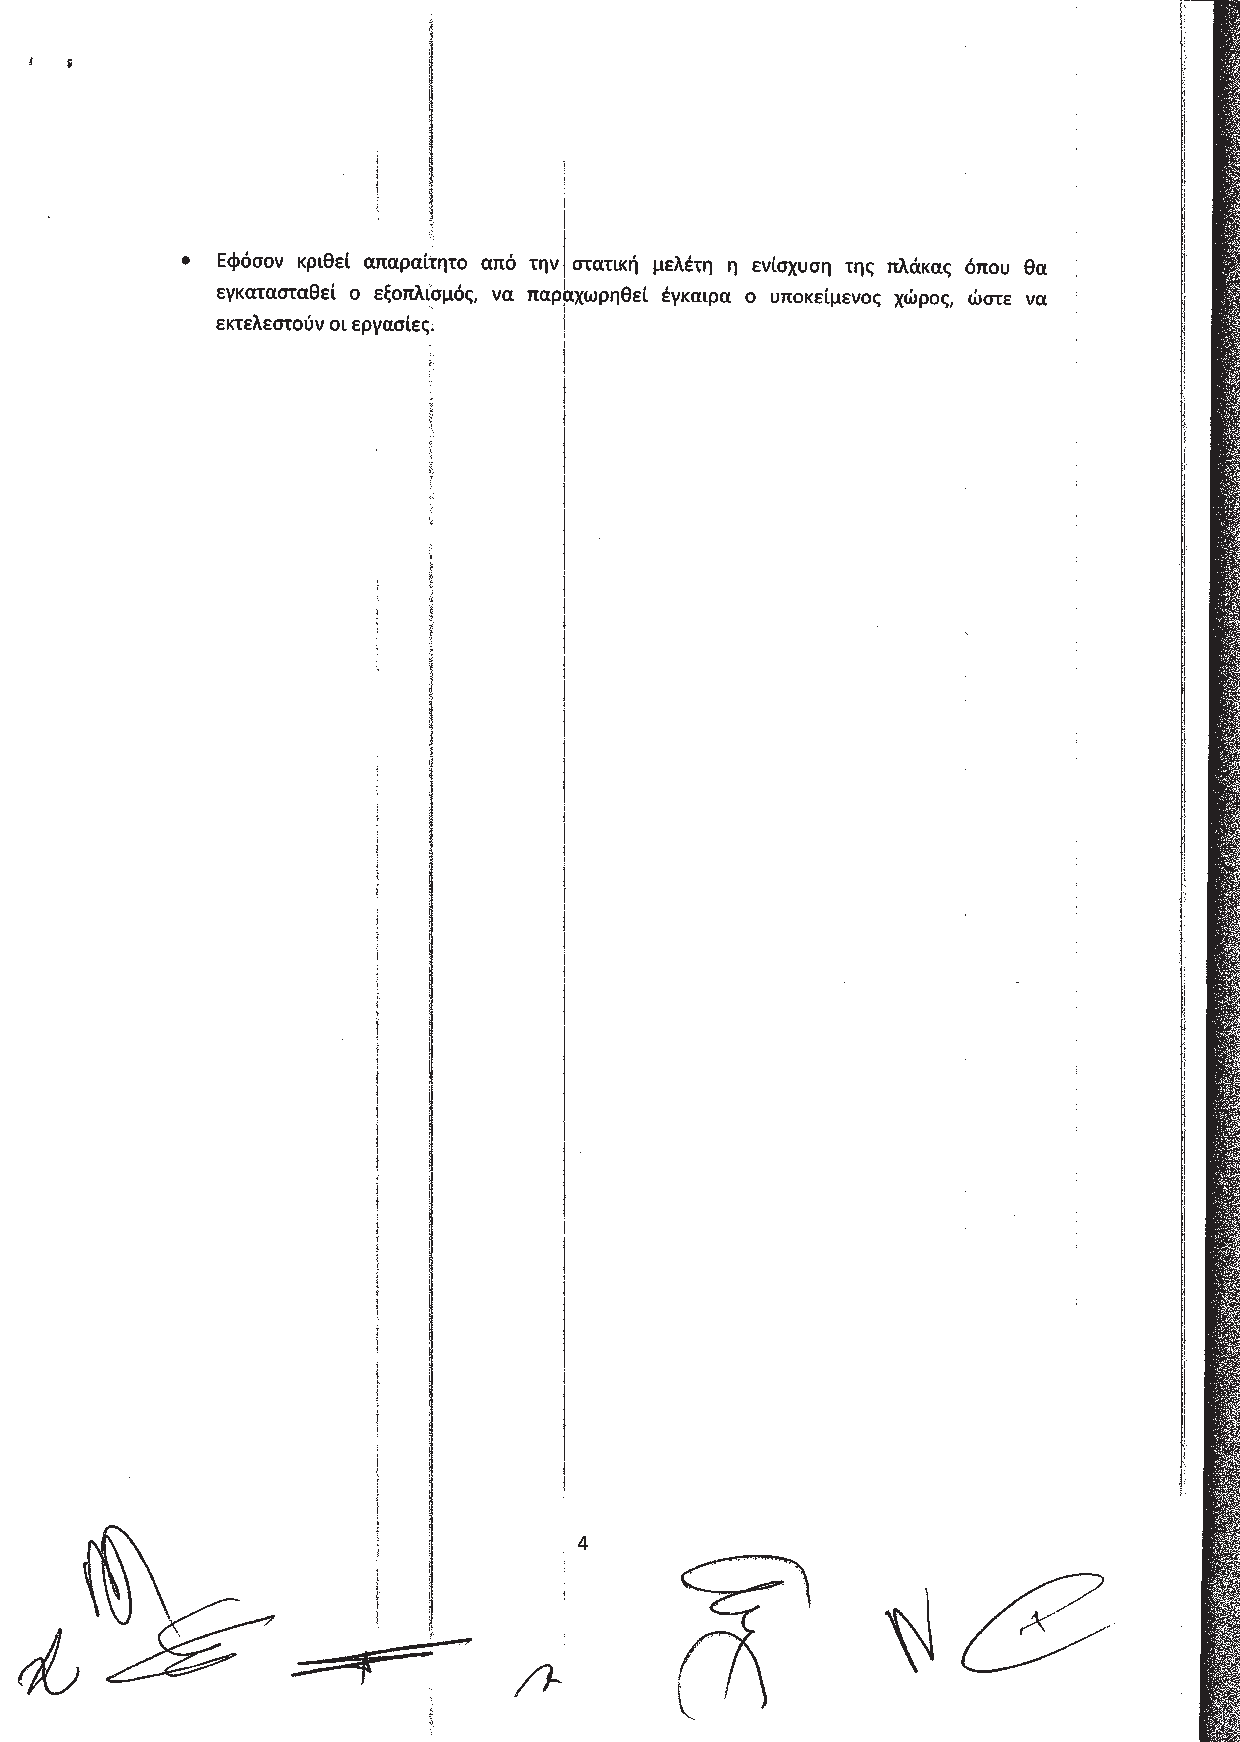 • Εφόσον κριθεί απαραίτητο από την στατική μελέτη η ενίσχυση της πλάκας όπου θα
εγκατασταθεί ο εξοπλισμός, να παραχωρηθεί έγκαιρα ο υποκείμενος χώρος, ώστε να
εκτελεστούν οι εργασίες.
4